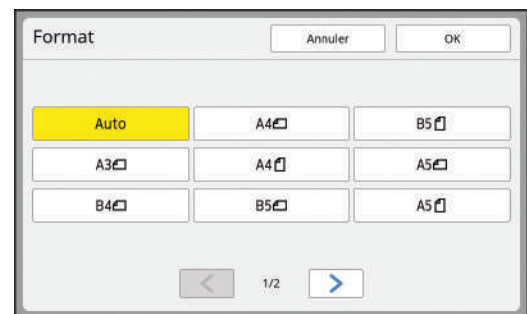 Format Annuler OK
Auto A4 B5
A3 A4 A5
B4 B5 A5
1/2